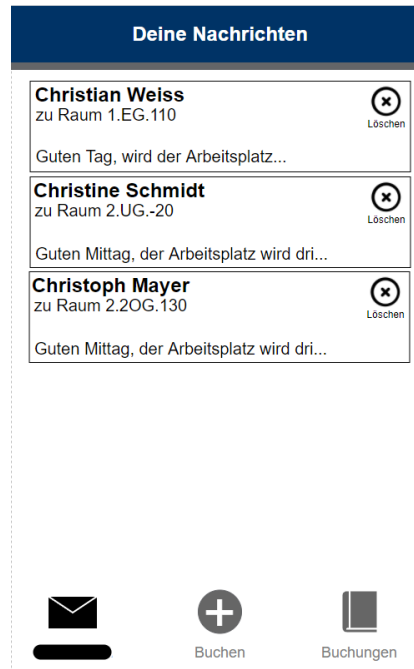 Deine Nachrichten
Christian Weiss
zu Raum 1.EG.110
Löschen
Guten Tag, wird der Arbeitsplatz...
Christine Schmidt
zu Raum 2.UG.-20
Löschen
Guten Mittag, der Arbeitsplatz wird dri...
Christoph Mayer
zu Raum 2.2OG.130
Löschen
Guten Mittag, der Arbeitsplatz wird dri...
Buchen
Buchungen